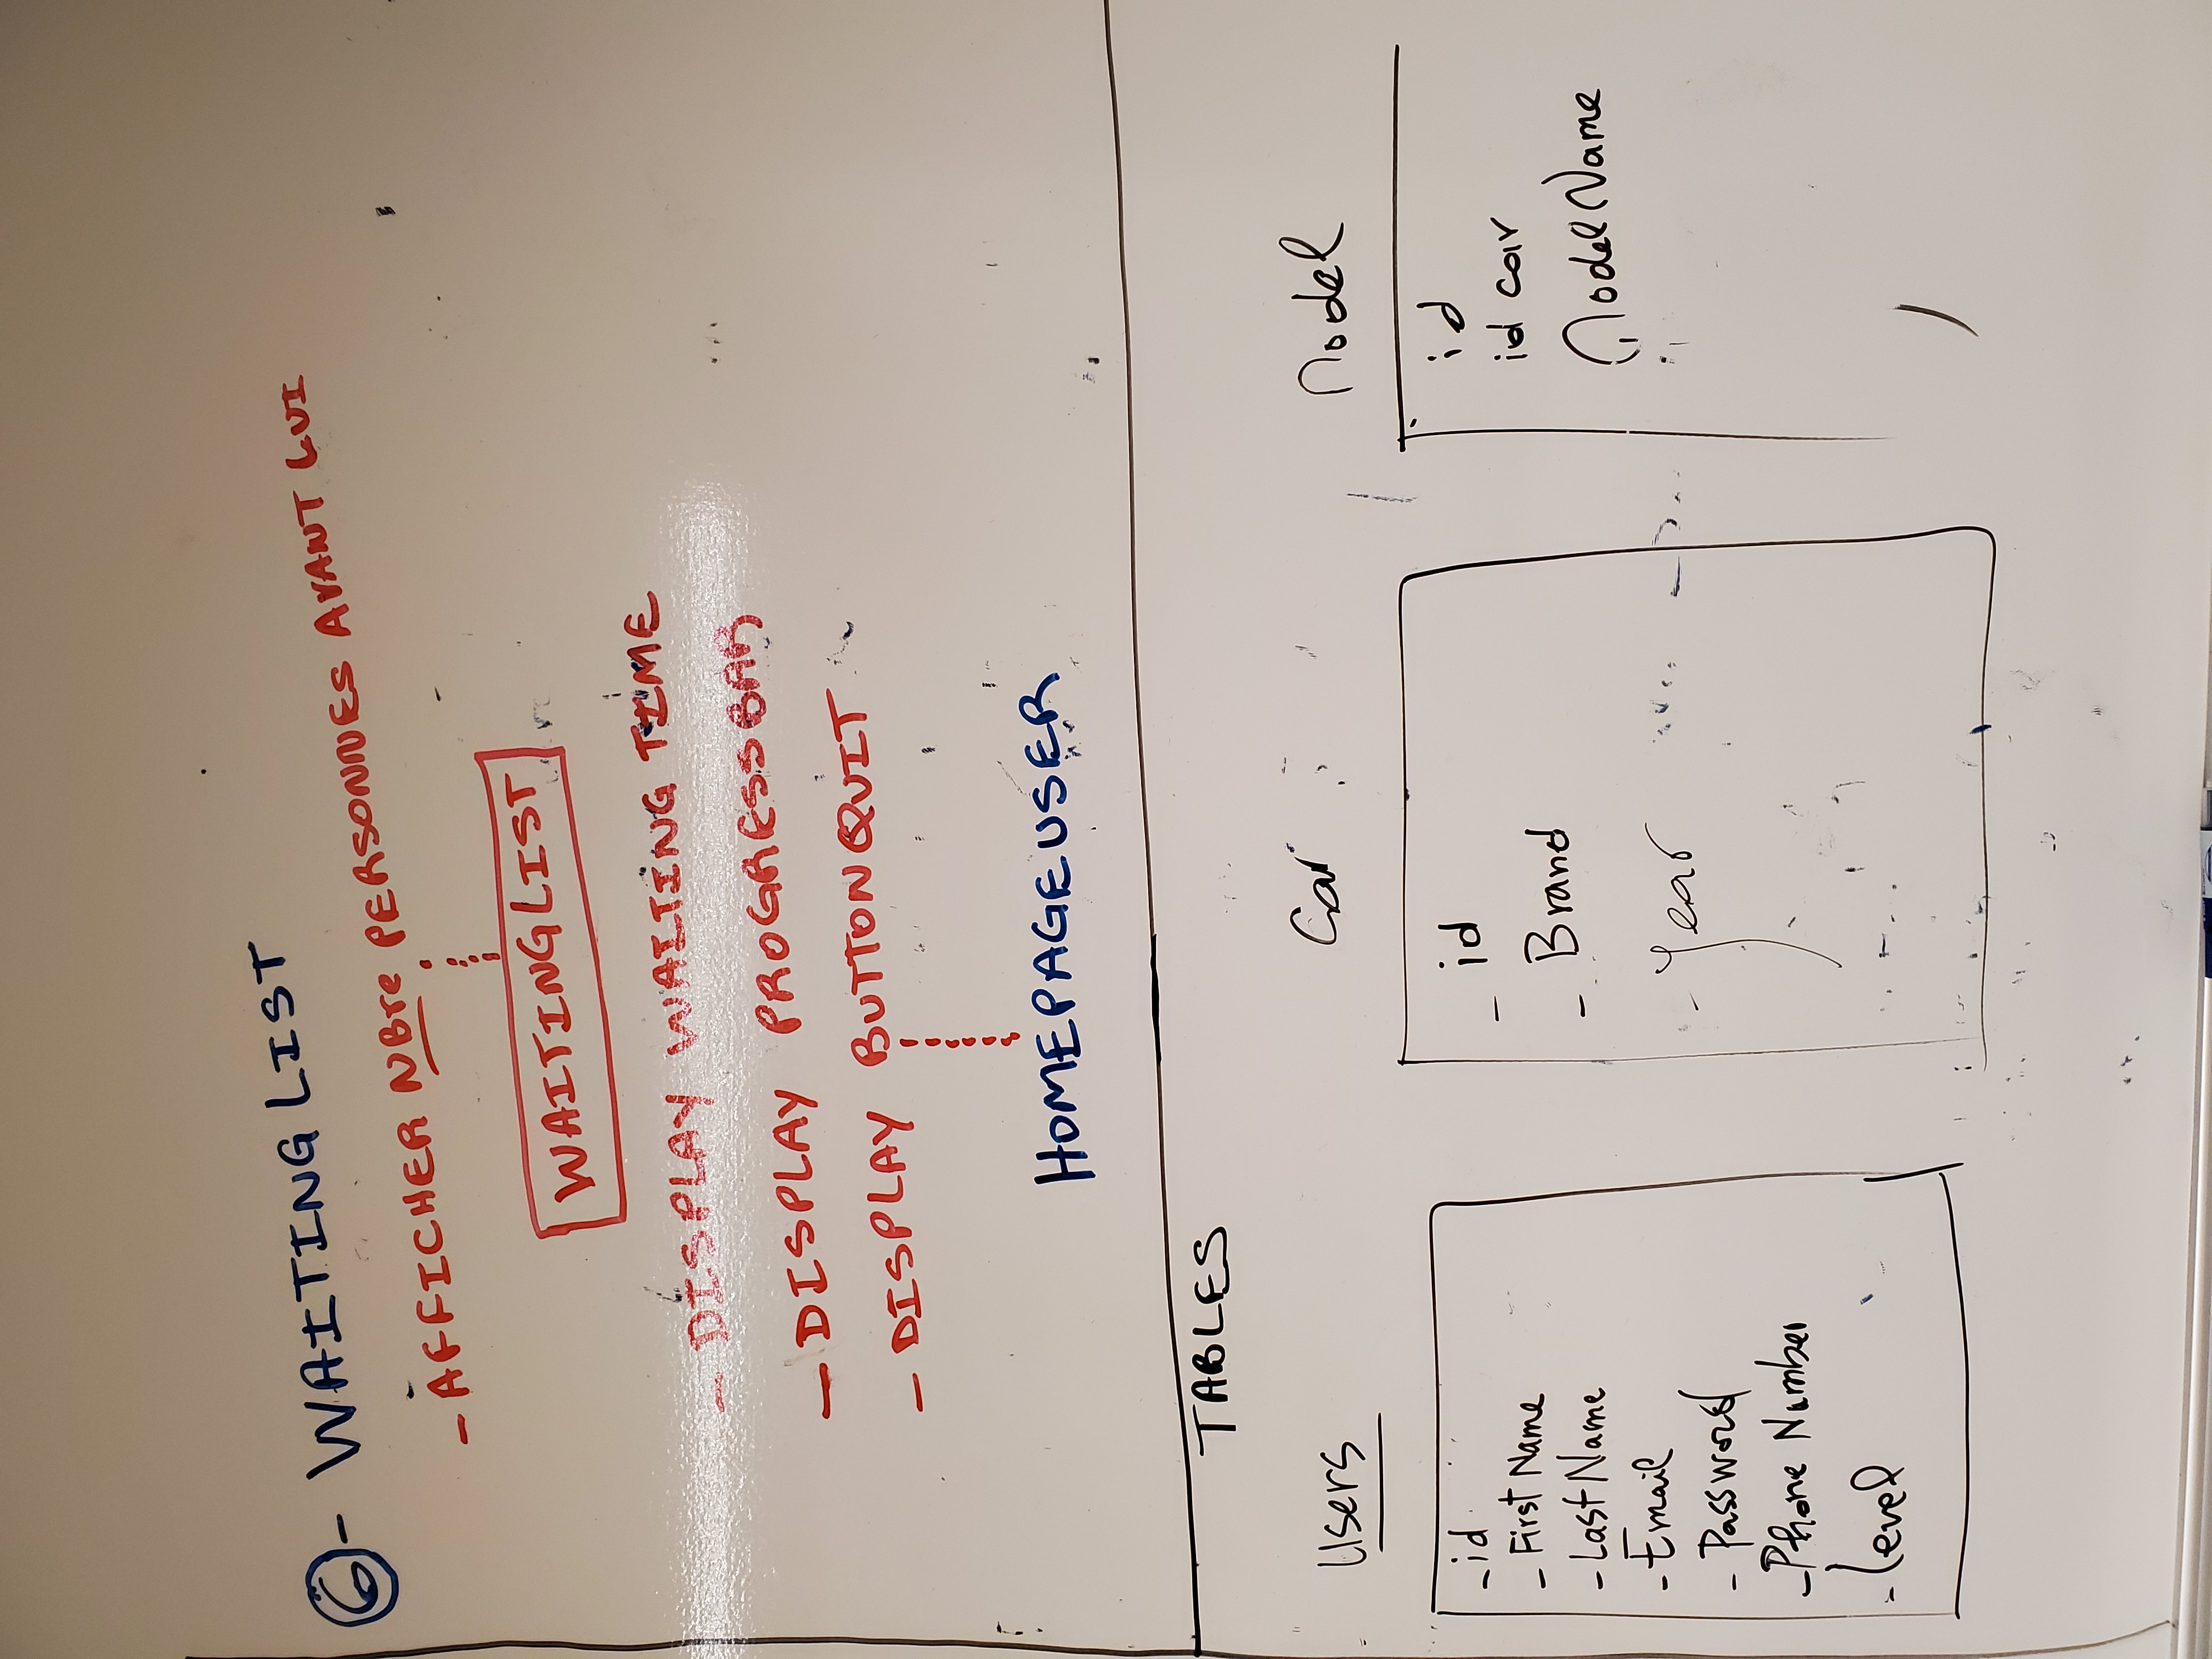 6- WAITING LIST
- AFFICHER NBre PERSONNES AVANT LUI
WAITINGLIST
- DISPLAY WAITING TIME
- DISPLAY PROGRESSBAR
- DISPLAY BUTTON QUIT
HOMEPAGEUSER
TABLES
Users
- id
- First Name
- Last Name
- Email
- Password
- Phone Number
- level
Car
- id
- Brand
- Year
Model
id
id car
Model Name